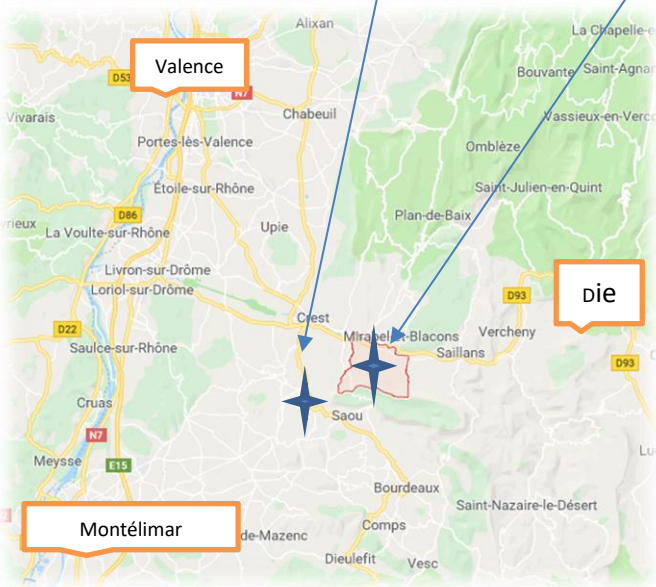 Alixan
La Chapelle-e
Valence
D53
N7
Bouvante
Saint-Agnan
-Vivarais
Chabeuil
Vassieux-en-Verco
Portes-lès-Valence
Omblèze
Étoile-sur-Rhône
Saint-Julien-en-Quint
Plan-de-Baix
D86
yrieux
La Voulte-sur-Rhône
Upie
Livron-sur-Drôme
Loriol-sur-Drôme
Die
D93
Crest
D22
Mirabel-et-Blacons
Vercheny
Saulce-sur-Rhône
Saillans
D93
Cruas
Saou
N7
Meysse
E15
Lu
Bourdeaux
Saint-Nazaire-le-Désert
Montélimar
de-Mazenc
Comps
Dieulefit
Vesc